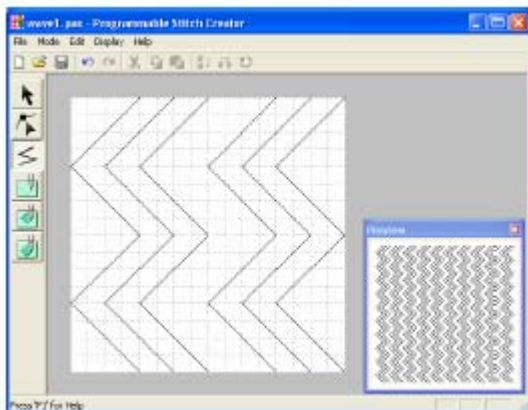 wave1.pas - Programmable Stitch Creator
File Mode Edit Display Help
Preview
Press "F1" for Help